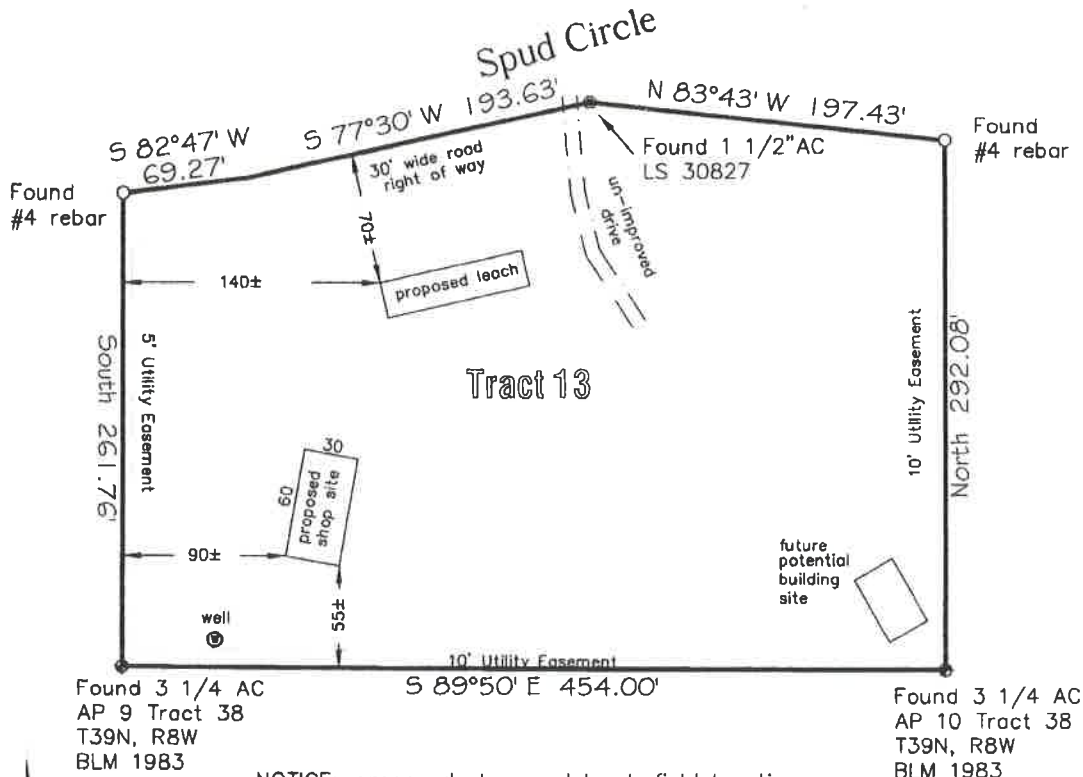 Spud Circle
S 82°47' W
69.27'
S 77°30' W 193.63'
N 83°43' W 197.43'
Found
#4 rebar
30' wide road
right of way
Found 1 1/2"AC
LS 30827
Found
#4 rebar
70±
un-improved
drive
140±
proposed leach
South 261.76'
5' Utility Easement
Tract 13
10' Utility Easement
North 292.08'
30
60
proposed
shop site
90±
55±
well
W
future
potential
building
site
10' Utility Easement
S 89°50' E 454.00'
Found 3 1/4 AC
AP 9 Tract 38
T39N, R8W
BLM 1983
Found 3 1/4 AC
AP 10 Tract 38
T39N, R8W
BLM 1983
NOTICE